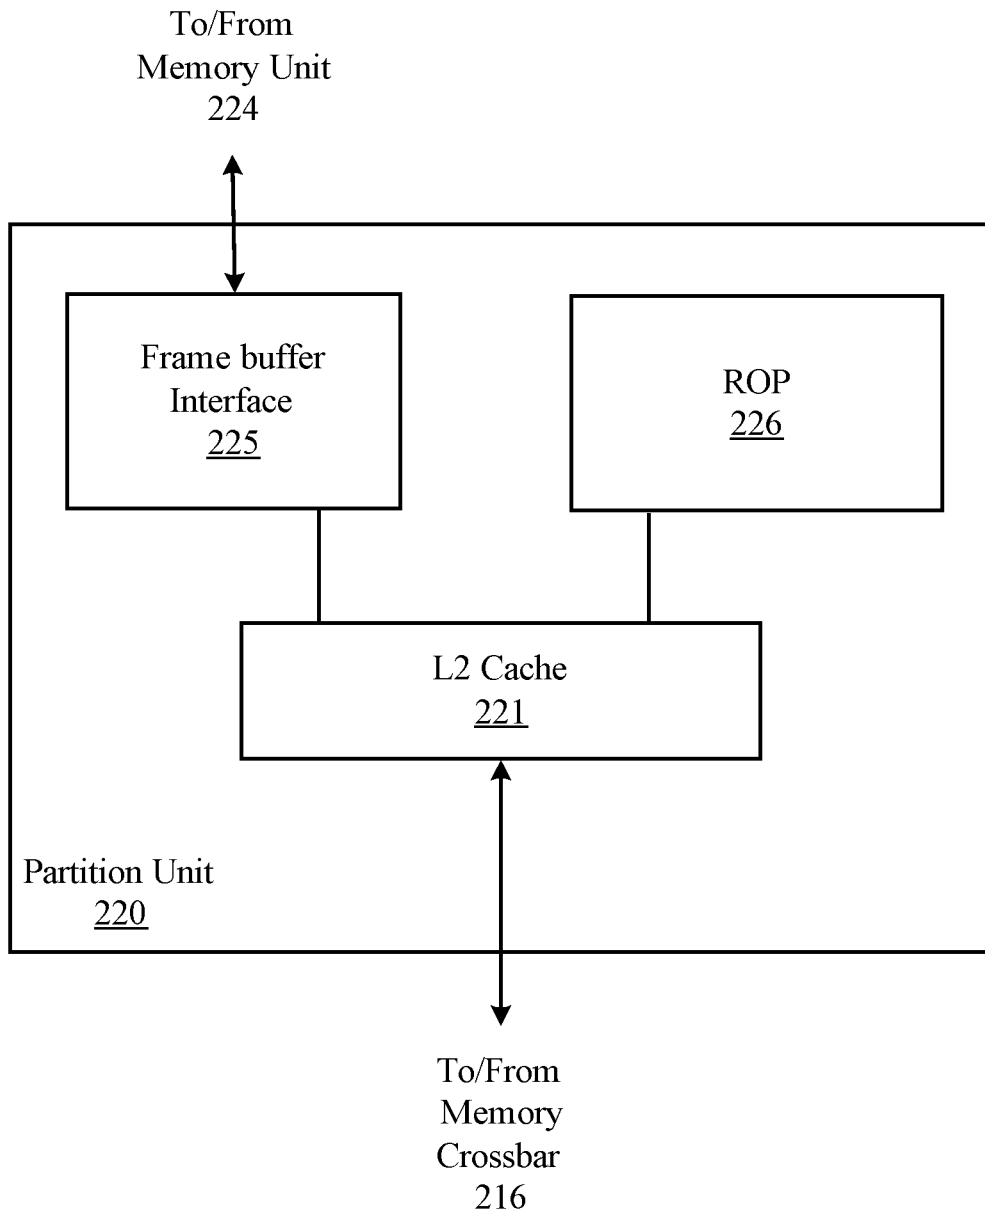 To/From
Memory Unit
224
Frame buffer
Interface
225
ROP
226
L2 Cache
221
Partition Unit
220
To/From
Memory
Crossbar
216